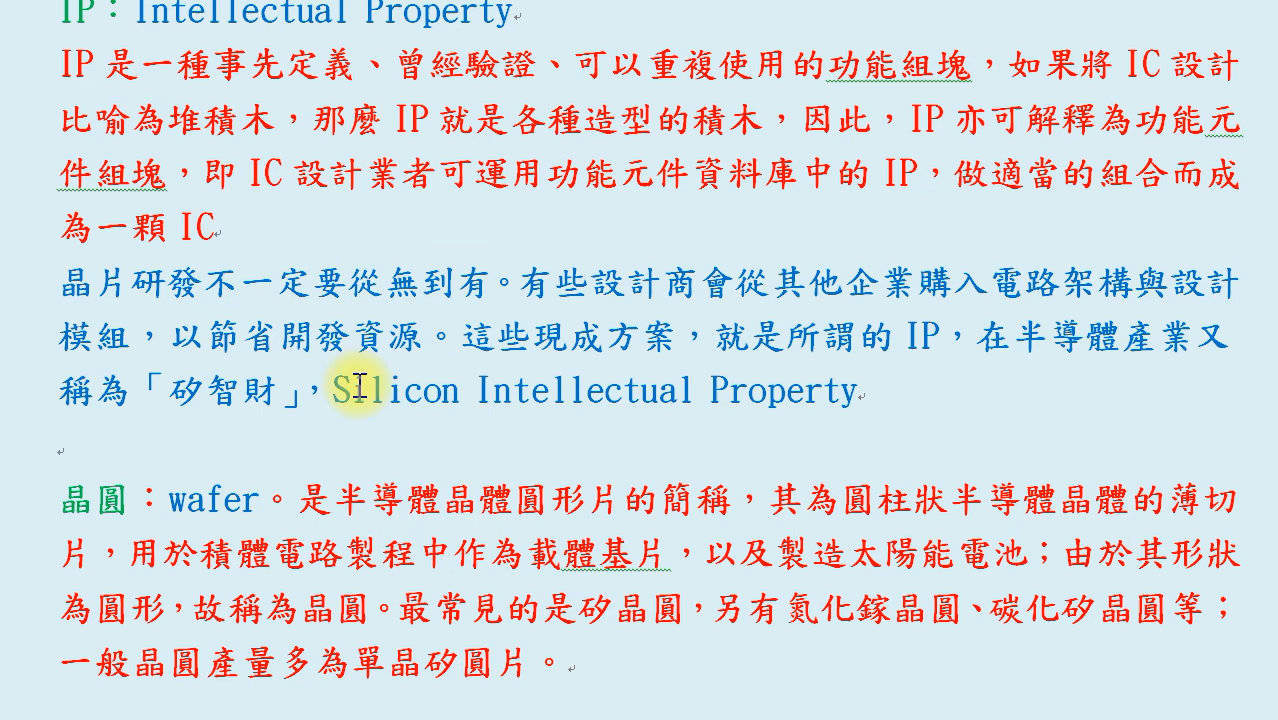 IP：Intellectual Property
IP 是一種事先定義、曾經驗證、可以重複使用的功能組塊，如果將 IC 設計
比喻為堆積木，那麼 IP 就是各種造型的積木，因此，IP 亦可解釋為功能元
件組塊，即 IC 設計業者可運用功能元件資料庫中的 IP，做適當的組合而成
為一顆 IC
晶片研發不一定要從無到有。有些設計商會從其他企業購入電路架構與設計
模組，以節省開發資源。這些現成方案，就是所謂的 IP，在半導體產業又
稱為「矽智財」，Silicon Intellectual Property
晶圓：wafer。是半導體晶體圓形片的簡稱，其為圓柱狀半導體晶體的薄切
片，用於積體電路製程中作為載體基片，以及製造太陽能電池；由於其形狀
為圓形，故稱為晶圓。最常見的是矽晶圓，另有氮化鎵晶圓、碳化矽晶圓等；
一般晶圓產量多為單晶矽圓片。